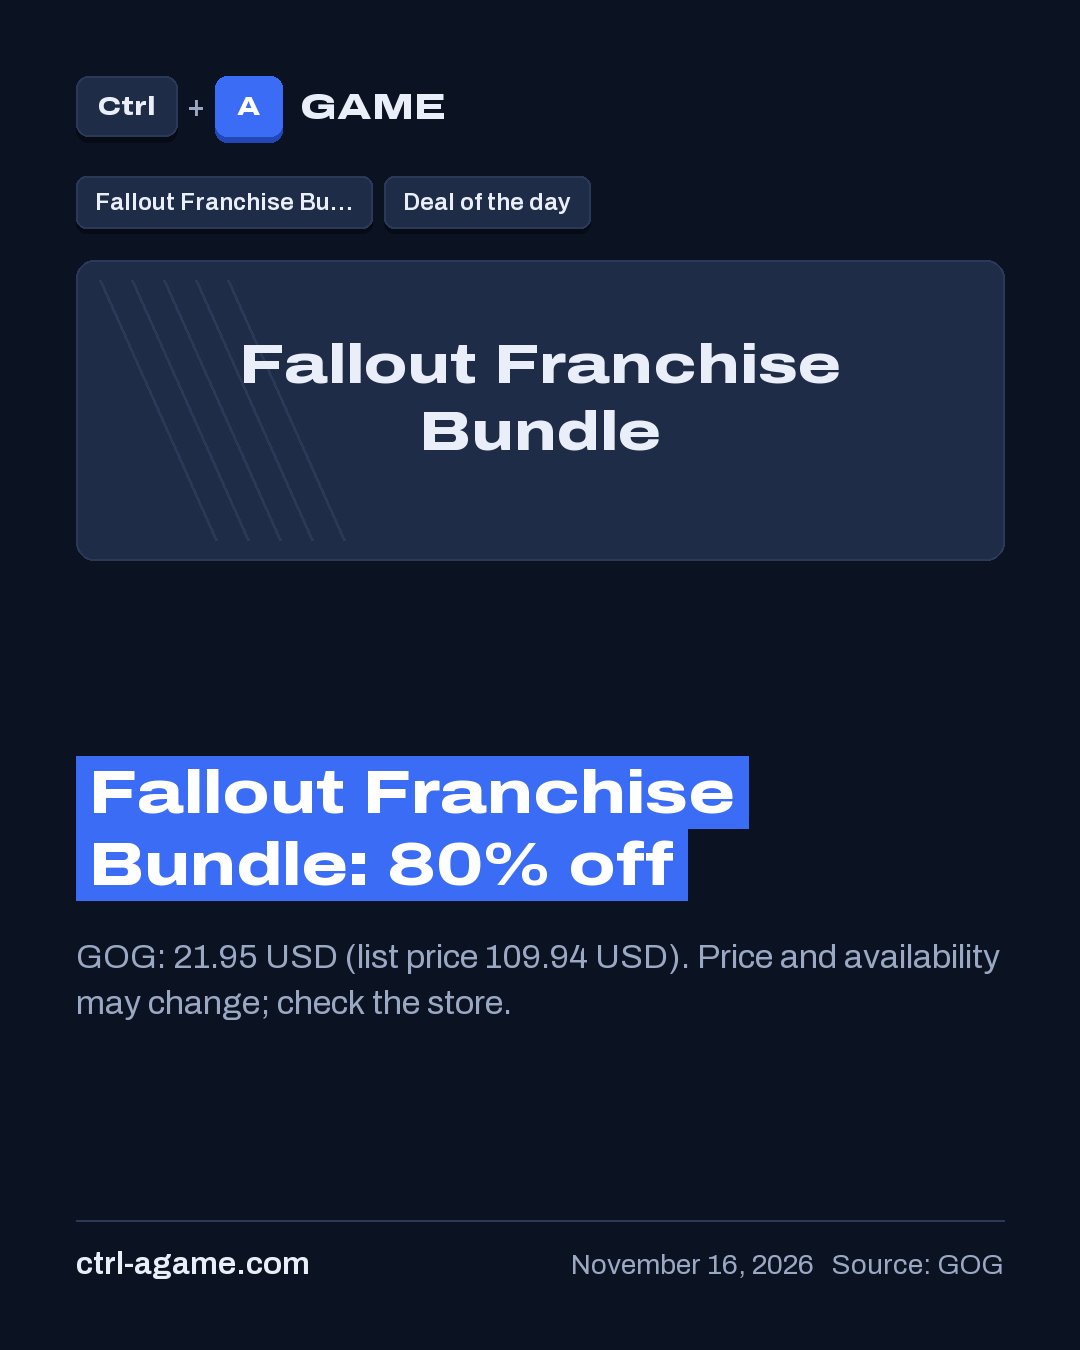 Ctrl + A GAME
Fallout Franchise Bu... Deal of the day
Fallout Franchise
Bundle
Fallout Franchise
Bundle: 80% off
GOG: 21.95 USD (list price 109.94 USD). Price and availability
may change; check the store.
ctrl-agame.com November 16, 2026 Source: GOG